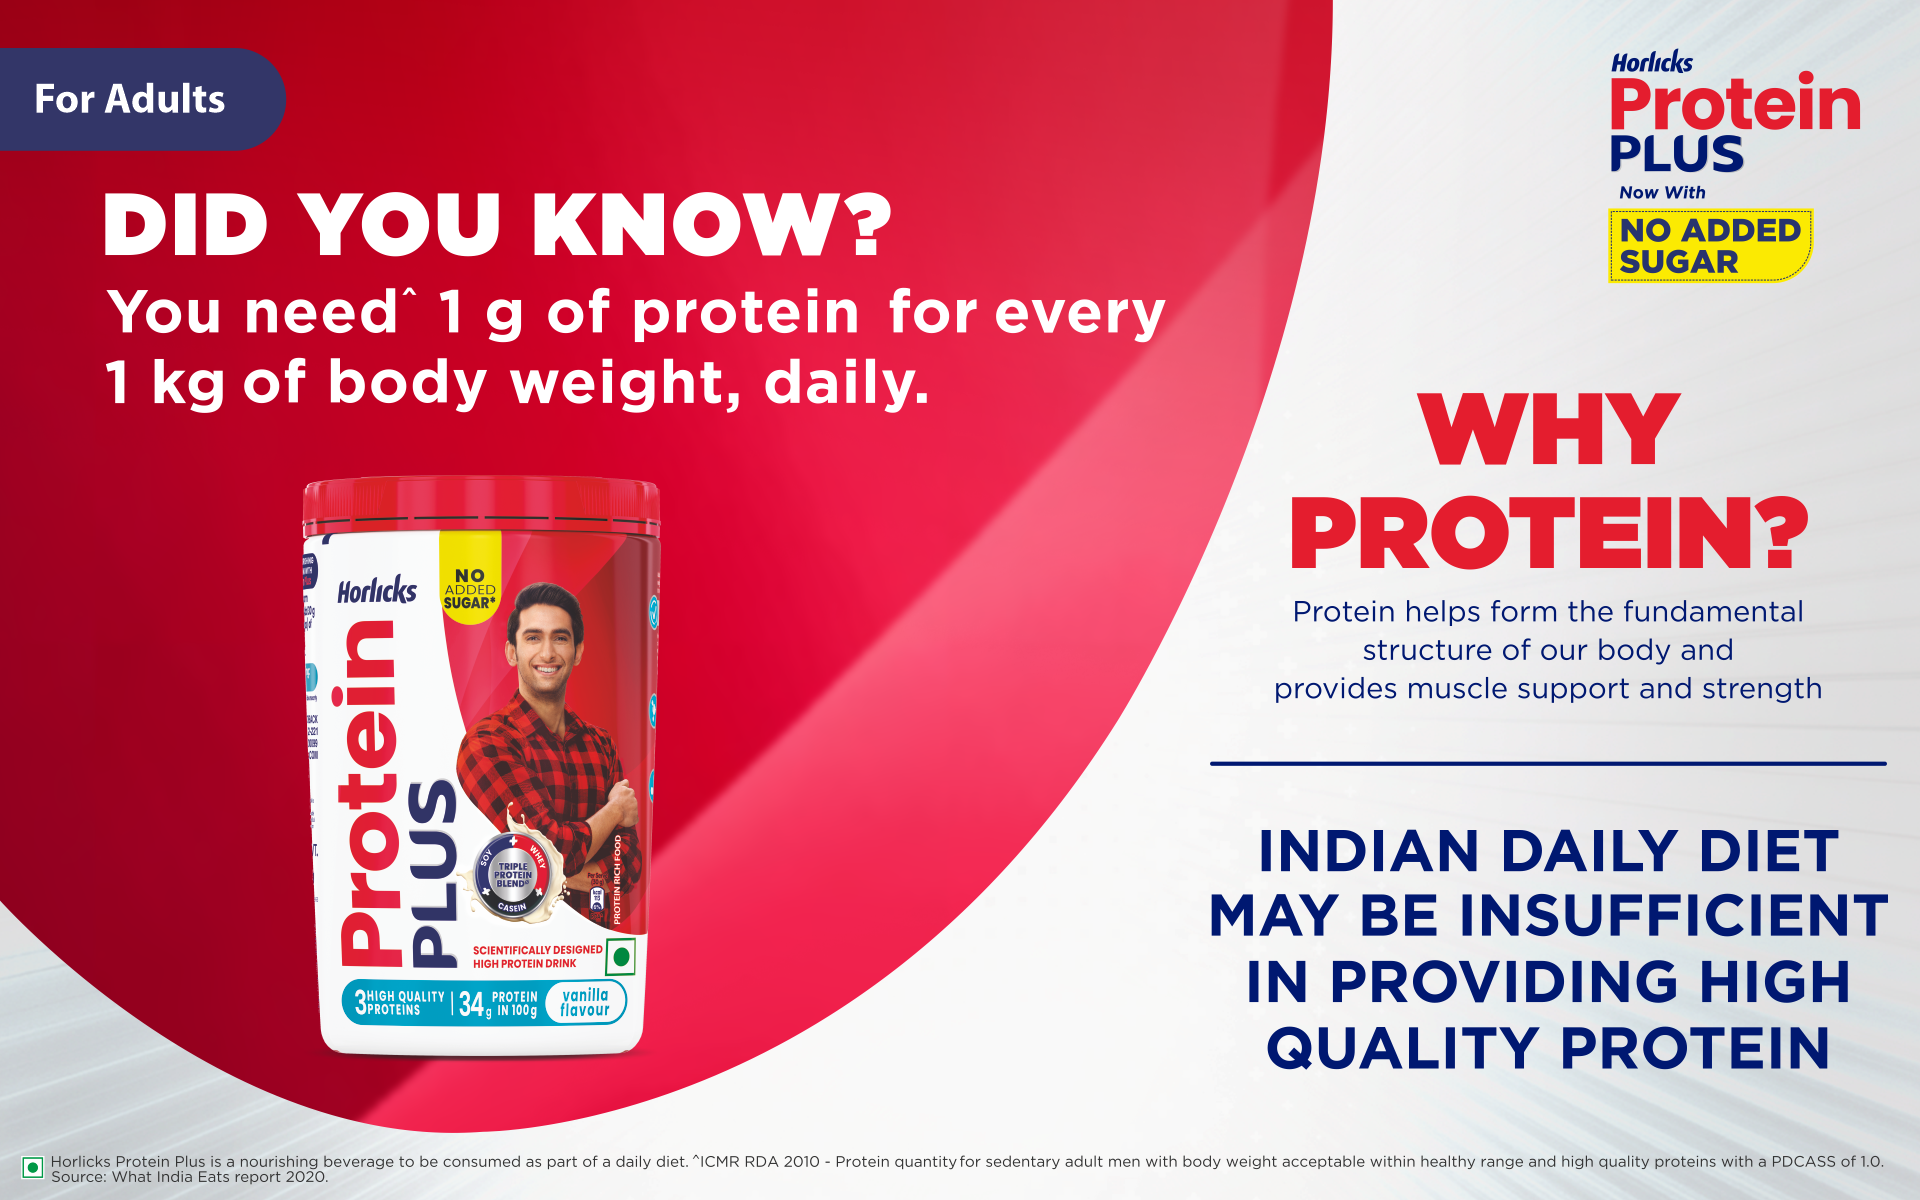 For Adults
DID YOU KNOW?
You need^ 1 g of protein for every
1 kg of body weight, daily.
Horlicks
Protein
PLUS
NO
ADDED
SUGAR*
SOY
WHEY
TRIPLE
PROTEIN
BLEND
CASEIN
PROTEIN RICH FOOD
SCIENTIFICALLY DESIGNED
HIGH PROTEIN DRINK
3 HIGH QUALITY
PROTEINS
34g PROTEIN
IN 100g
vanilla
flavour
Horlicks
Protein
PLUS
Now With
NO ADDED
SUGAR
WHY
PROTEIN?
Protein helps form the fundamental
structure of our body and
provides muscle support and strength
INDIAN DAILY DIET
MAY BE INSUFFICIENT
IN PROVIDING HIGH
QUALITY PROTEIN
Horlicks Protein Plus is a nourishing beverage to be consumed as part of a daily diet. ^ICMR RDA 2010 - Protein quantity for sedentary adult men with body weight acceptable within healthy range and high quality proteins with a PDCASS of 1.0.
Source: What India Eats report 2020.